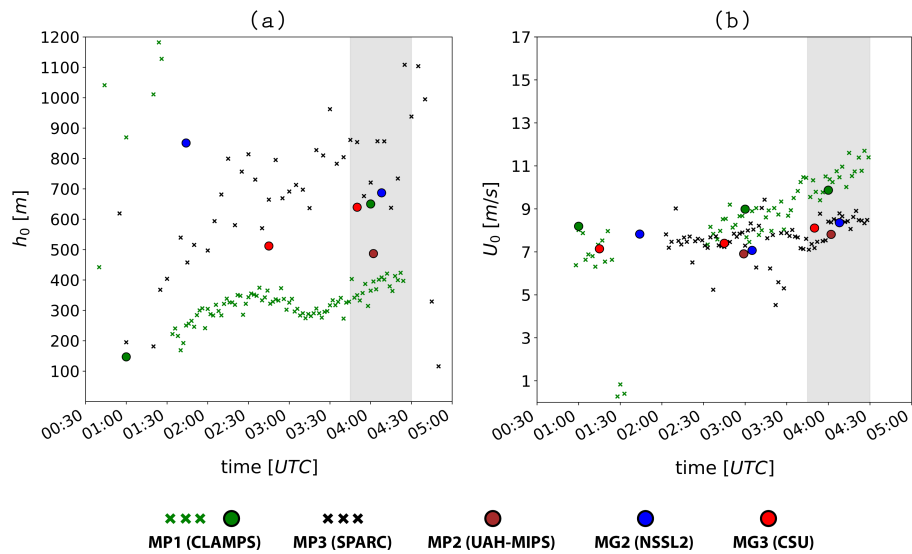 (a)
1200
1100
1000
900
800
700
600
500
400
300
200
100
h₀ [m]
00:30 01:00 01:30 02:00 02:30 03:00 03:30 04:00 04:30 05:00
time [UTC]
(b)
17
15
13
11
9
7
5
3
1
U₀ [m/s]
00:30 01:00 01:30 02:00 02:30 03:00 03:30 04:00 04:30 05:00
time [UTC]
MP1 (CLAMPS) MP3 (SPARC) MP2 (UAH-MIPS) MG2 (NSSL2) MG3 (CSU)